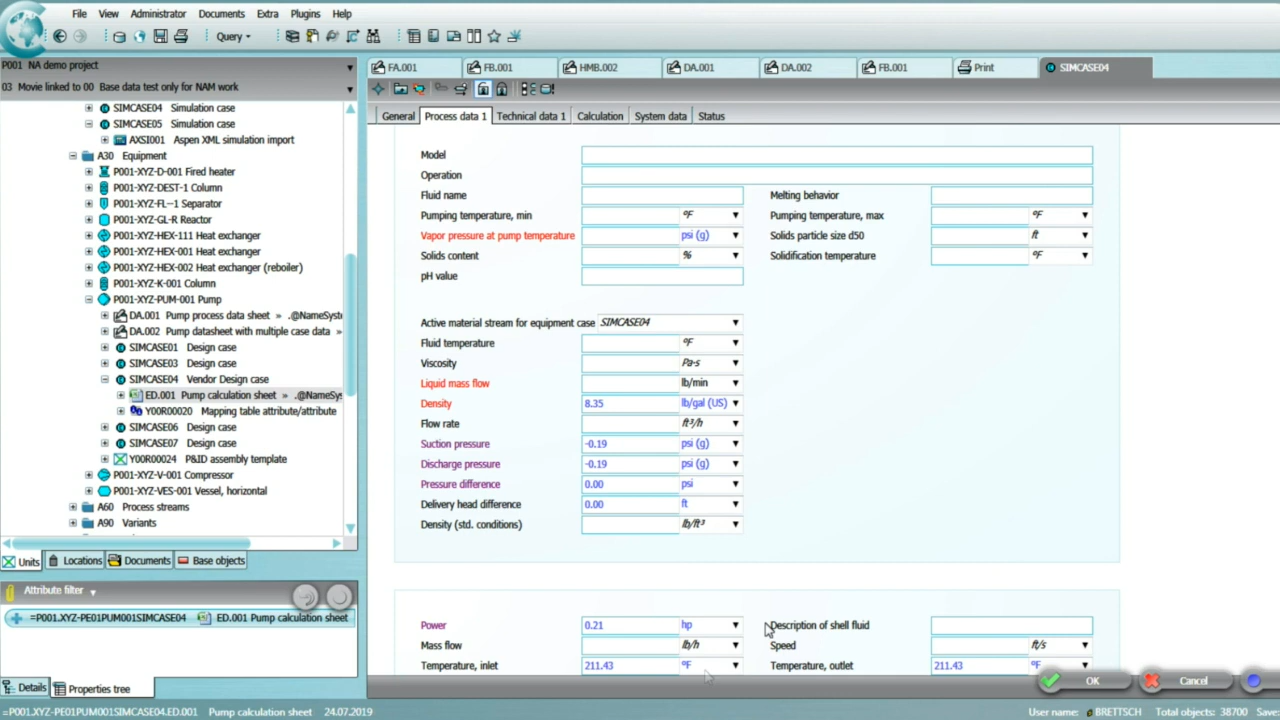 File View Administrator Documents Extra Plugins Help
Query
P001 NA demo project
03 Movie linked to 00 Base data test only for NAM work
SIMCASE04 Simulation case
SIMCASE05 Simulation case
AXSI001 Aspen XML simulation import
A30 Equipment
P001-XYZ-D-001 Fired heater
P001-XYZ-DEST-1 Column
P001-XYZ-FL--1 Separator
P001-XYZ-GL-R Reactor
P001-XYZ-HEX-111 Heat exchanger
P001-XYZ-HEX-001 Heat exchanger
P001-XYZ-HEX-002 Heat exchanger (reboiler)
P001-XYZ-K-001 Column
P001-XYZ-PUM-001 Pump
DA.001 Pump process data sheet » .@NameSyst
DA.002 Pump datasheet with multiple case data »
SIMCASE01 Design case
SIMCASE03 Design case
SIMCASE04 Vendor Design case
ED.001 Pump calculation sheet » .@NameSy
Y00R00020 Mapping table attribute/attribute
SIMCASE06 Design case
SIMCASE07 Design case
Y00R00024 P&ID assembly template
P001-XYZ-V-001 Compressor
P001-XYZ-VES-001 Vessel, horizontal
A60 Process streams
A90 Variants
Units Locations Documents Base objects
Attribute filter
=P001.XYZ-PE01PUM001SIMCASE04 ED.001 Pump calculation sheet
Details Properties tree
FA.001 FB.001 HMB.002 DA.001 DA.002 FB.001 Print SIMCASE04
General Process data 1 Technical data 1 Calculation System data Status
Model
Operation
Fluid name Melting behavior
Pumping temperature, min °F Pumping temperature, max °F
Vapor pressure at pump temperature psi (g) Solids particle size d50 ft
Solids content % Solidification temperature °F
pH value
Active material stream for equipment case SIMCASE04
Fluid temperature °F
Viscosity Pa·s
Liquid mass flow lb/min
Density 8.35 lb/gal (US)
Flow rate ft³/h
Suction pressure -0.19 psi (g)
Discharge pressure -0.19 psi (g)
Pressure difference 0.00 psi
Delivery head difference 0.00 ft
Density (std. conditions) lb/ft³
Power 0.21 hp Description of shell fluid
Mass flow lb/h Speed ft/s
Temperature, inlet 211.43 °F Temperature, outlet 211.43 °F
OK Cancel
=P001.XYZ-PE01PUM001SIMCASE04.ED.001 Pump calculation sheet 24.07.2019 User name: BRETTSCH Total objects: 38700 Save: